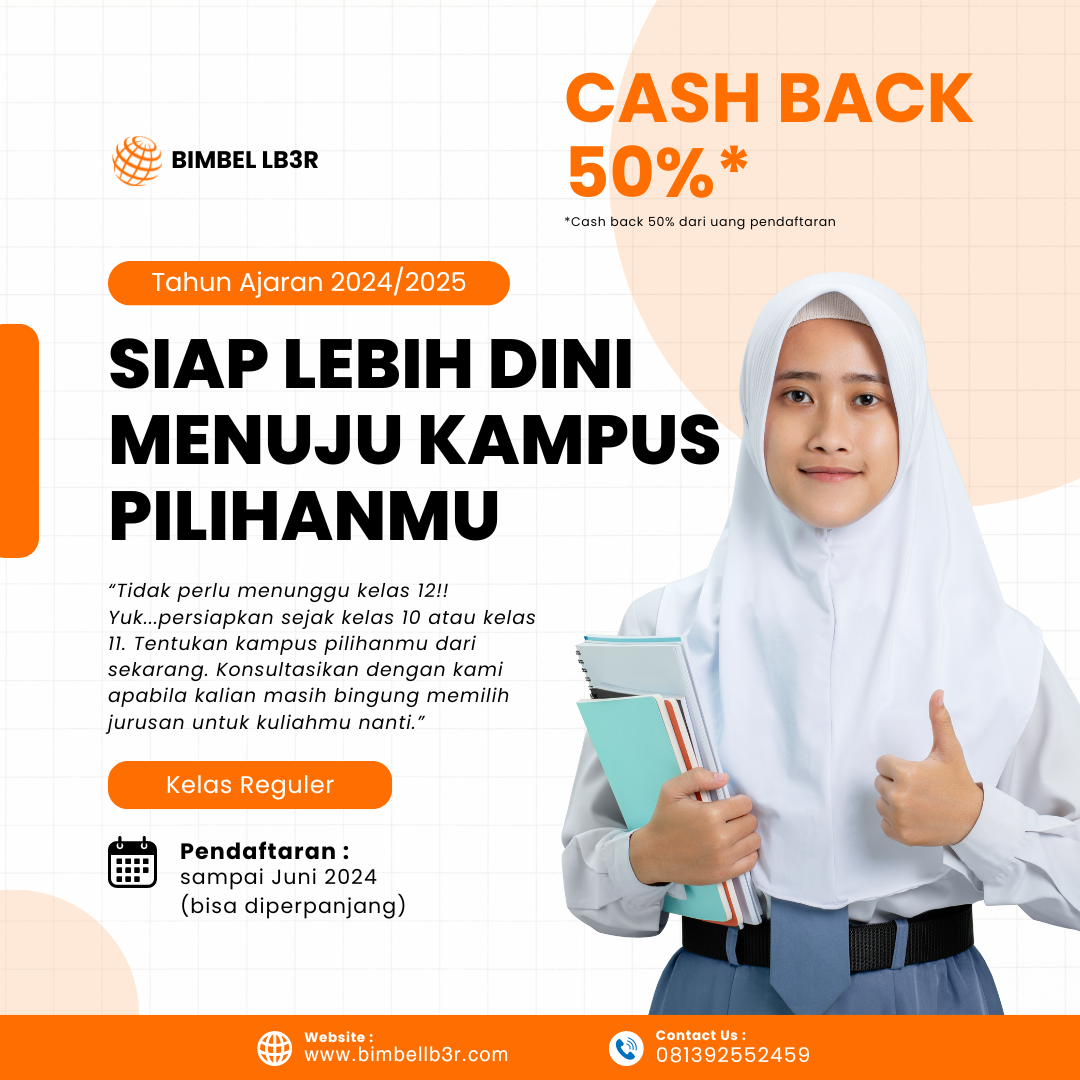 BIMBEL LB3R
CASH BACK
50%*
*Cash back 50% dari uang pendaftaran
Tahun Ajaran 2024/2025
SIAP LEBIH DINI
MENUJU KAMPUS
PILIHANMU
“Tidak perlu menunggu kelas 12!!
Yuk...persiapkan sejak kelas 10 atau kelas
11. Tentukan kampus pilihanmu dari
sekarang. Konsultasikan dengan kami
apabila kalian masih bingung memilih
jurusan untuk kuliahmu nanti.”
Kelas Reguler
Pendaftaran :
sampai Juni 2024
(bisa diperpanjang)
Website :
www.bimbellb3r.com
Contact Us :
081392552459